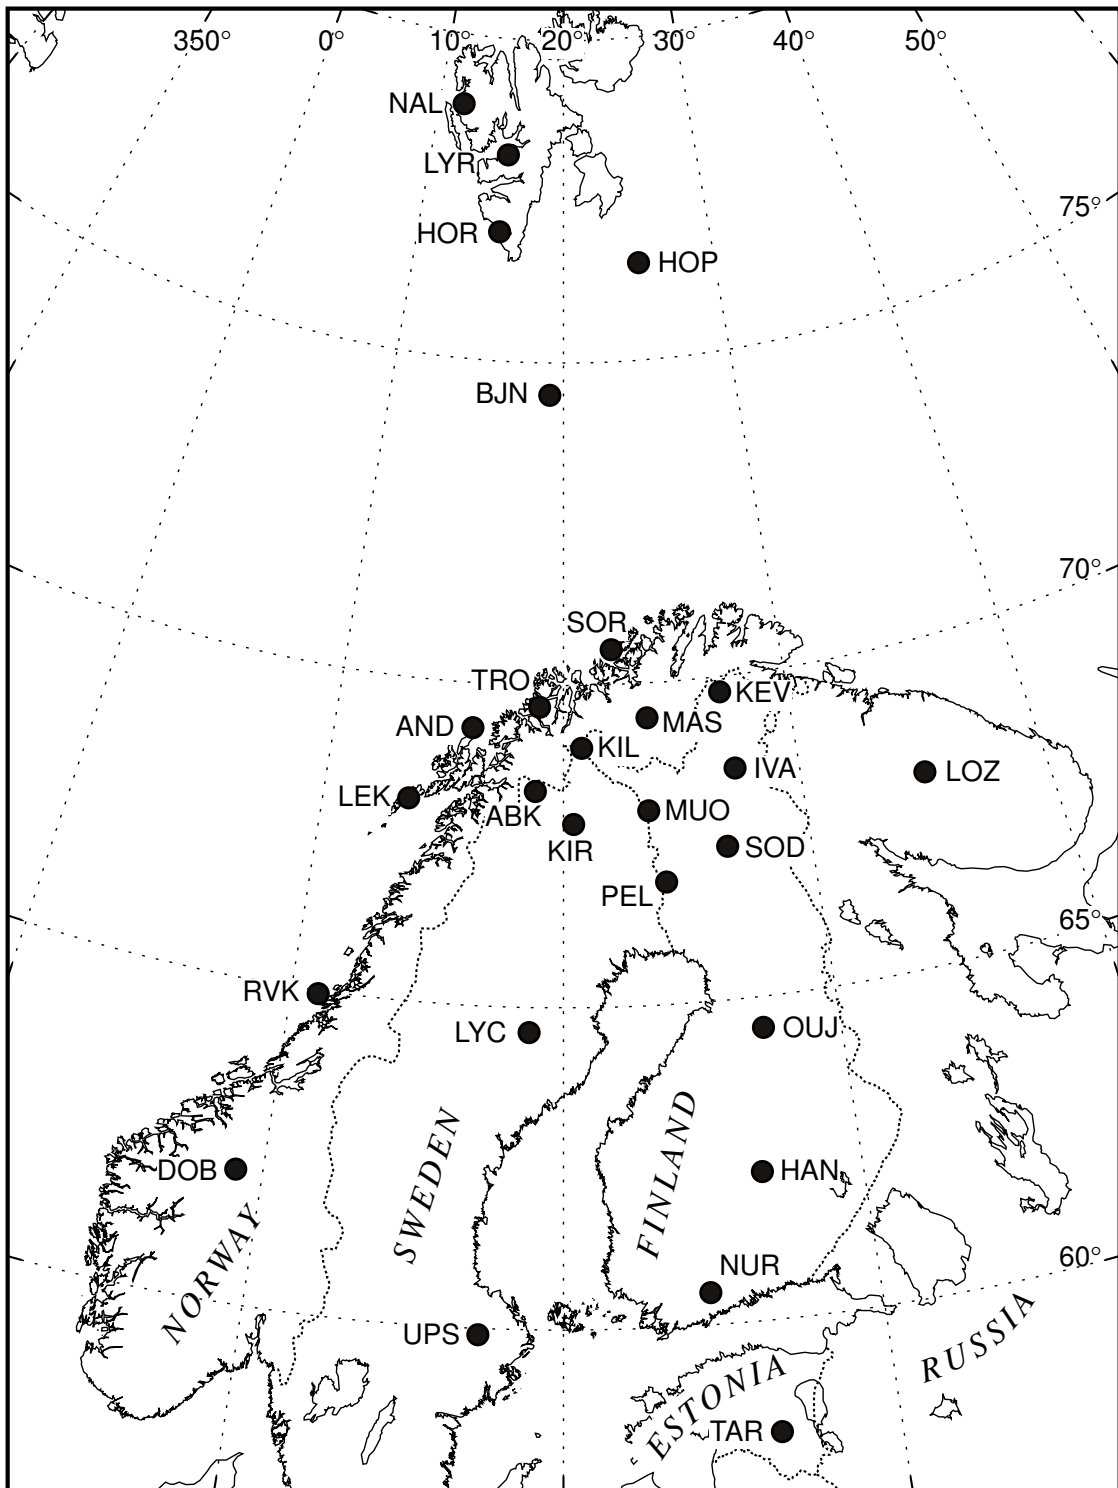 350° 0° 10° 20° 30° 40° 50°
NAL
LYR
75°
HOR
HOP
BJN
70°
SOR
TRO
KEV
AND
MAS
KIL
IVA
LOZ
LEK
ABK
MUO
KIR
SOD
PEL
65°
RVK
LYC
OUJ
SWEDEN
FINLAND
DOB
HAN
NORWAY
60°
NUR
UPS
RUSSIA
ESTONIA
TAR